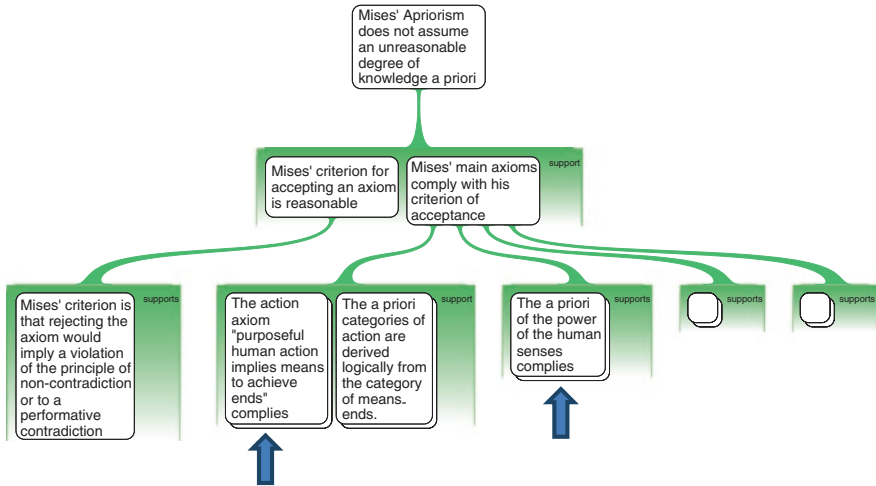 Mises' Apriorism
does not assume
an unreasonable
degree of
knowledge a priori
support
Mises' criterion for
accepting an axiom
is reasonable
Mises' main axioms
comply with his
criterion of
acceptance
supports
Mises' criterion is
that rejecting the
axiom would
imply a violation
of the principle of
non-contradiction
or to a
performative
contradiction
support
The action
axiom
"purposeful
human action
implies means
to achieve
ends"
complies
The a priori
categories of
action are
derived
logically from
the category
of means-
ends.
supports
The a priori
of the power
of the human
senses
complies
supports
supports